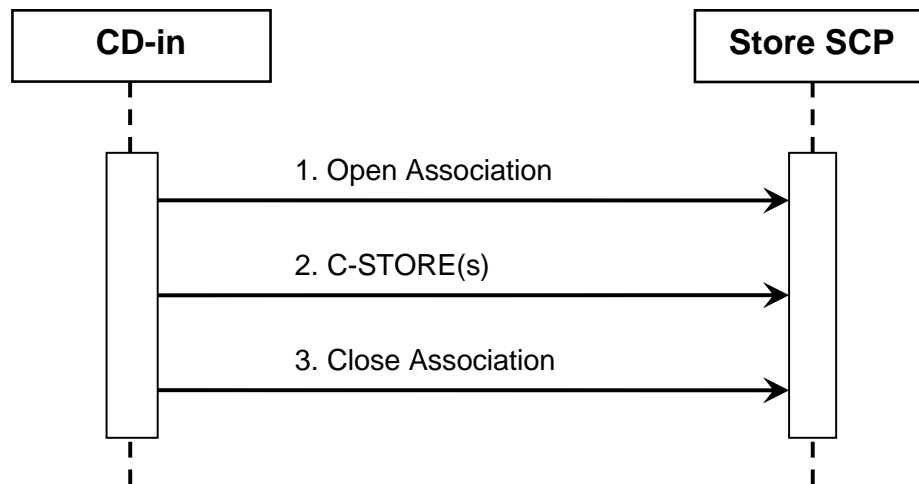 CD-in
Store SCP
1. Open Association
2. C-STORE(s)
3. Close Association